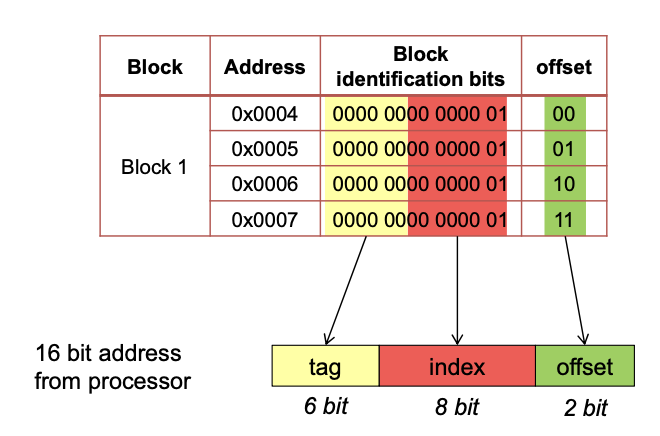 Block Address Block identification bits offset
Block 1
0x0004 0000 0000 0000 01 00
0x0005 0000 0000 0000 01 01
0x0006 0000 0000 0000 01 10
0x0007 0000 0000 0000 01 11
16 bit address
from processor
tag index offset
6 bit 8 bit 2 bit